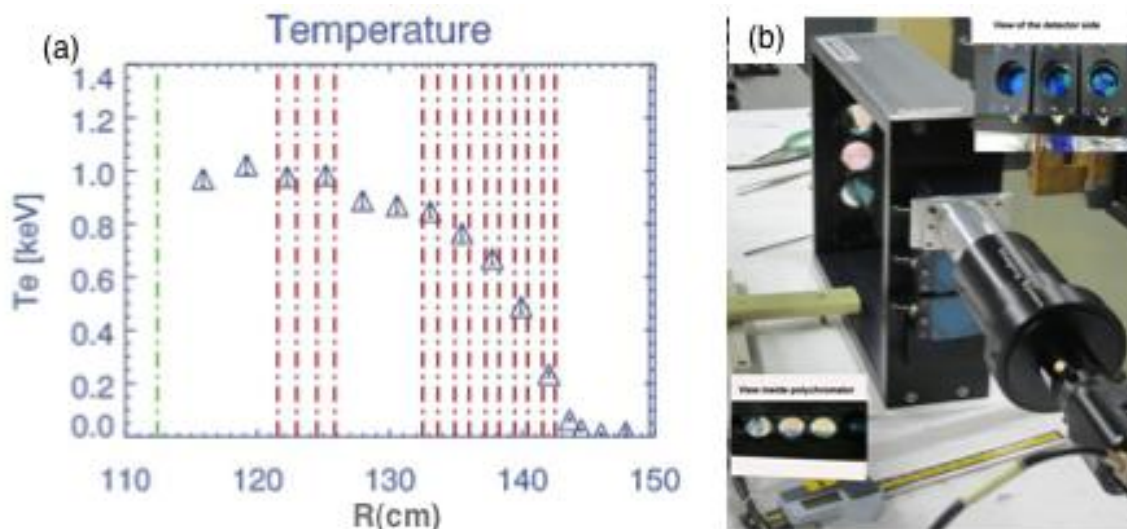 (a)
Temperature
1.4
1.2
1.0
0.8
0.6
0.4
0.2
0.0
Te [keV]
110 120 130 140 150
R(cm)
(b)
View of the detector side
View inside polychromator